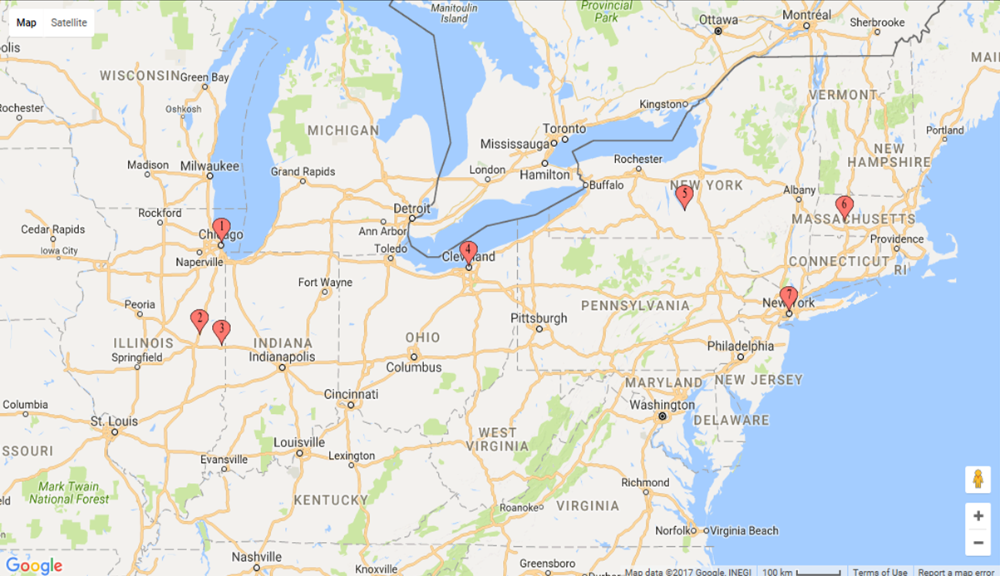 Map Satellite
Manitoulin
Island
Provincial
Park
Ottawa
Montréal
Sherbrooke
olis
WISCONSIN
Green Bay
MAI
Rochester
Oshkosh
VERMONT
Kingston
MICHIGAN
Toronto
Mississauga
Portland
NEW
HAMPSHIRE
Madison
Milwaukee
Grand Rapids
London
Hamilton
Rochester
Buffalo
NEW YORK
Albany
5
6
Detroit
Rockford
MASSACHUSETTS
1
Chicago
Cedar Rapids
Ann Arbor
Iowa City
Toledo
4
Cleveland
Providence
Naperville
CONNECTICUT
RI
Fort Wayne
7
New York
Peoria
PENNSYLVANIA
2
3
Pittsburgh
ILLINOIS
INDIANA
OHIO
Philadelphia
Springfield
Indianapolis
Columbus
MARYLAND
NEW JERSEY
Cincinnati
Columbia
Washington
DELAWARE
St. Louis
WEST
VIRGINIA
SSOURI
Louisville
Lexington
Evansville
Mark Twain
National Forest
Richmond
eld
KENTUCKY
Roanoke
VIRGINIA
Norfolk
Virginia Beach
+
−
Nashville
Knoxville
Greensboro
Durham
Google
Map data ©2017 Google, INEGI 100 km Terms of Use Report a map error